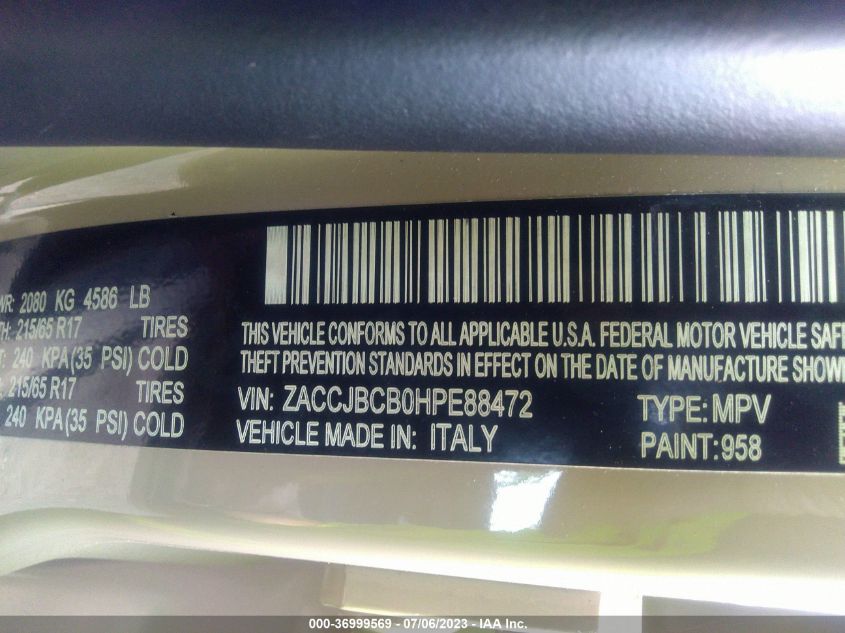 WR: 2080 KG 4586 LB
TH: 215/65 R17 TIRES
T: 240 KPA(35 PSI) COLD
: 215/65 R17 TIRES
240 KPA(35 PSI) COLD
THIS VEHICLE CONFORMS TO ALL APPLICABLE U.S.A. FEDERAL MOTOR VEHICLE SAFE
THEFT PREVENTION STANDARDS IN EFFECT ON THE DATE OF MANUFACTURE SHOWN
VIN: ZACCJBCB0HPE88472 TYPE: MPV
VEHICLE MADE IN: ITALY PAINT: 958
000-36999569 - 07/06/2023 - IAA Inc.